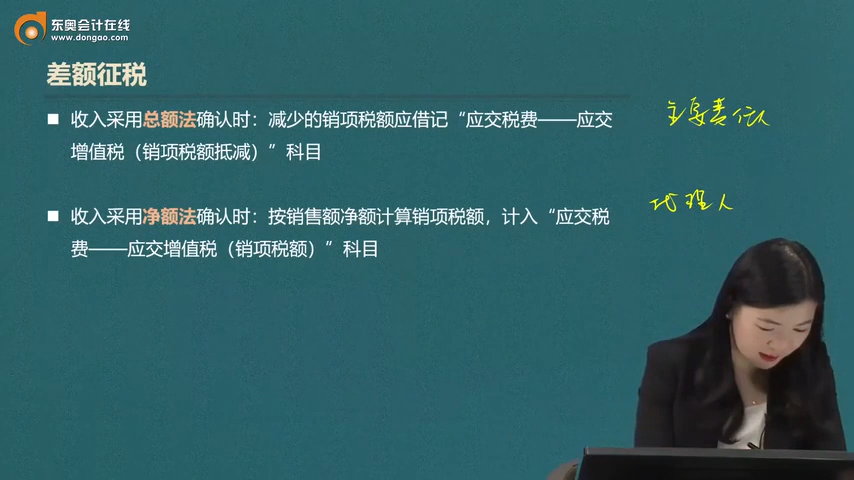 东奥会计在线
www.dongao.com
差额征税
■ 收入采用总额法确认时：减少的销项税额应借记“应交税费——应交
增值税（销项税额抵减）”科目
主要责任人
■ 收入采用净额法确认时：按销售额净额计算销项税额，计入“应交税
费——应交增值税（销项税额）”科目
代理人